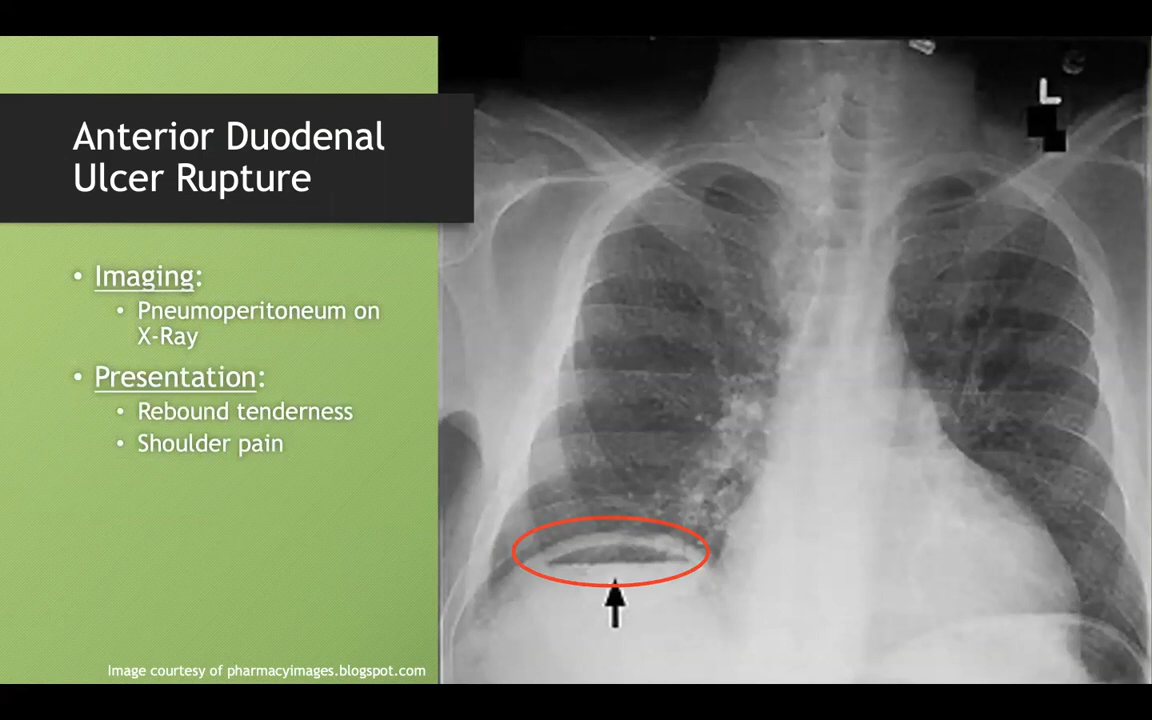 Anterior Duodenal
Ulcer Rupture
L
• Imaging:
• Pneumoperitoneum on
X-Ray
• Presentation:
• Rebound tenderness
• Shoulder pain
Image courtesy of pharmacyimages.blogspot.com